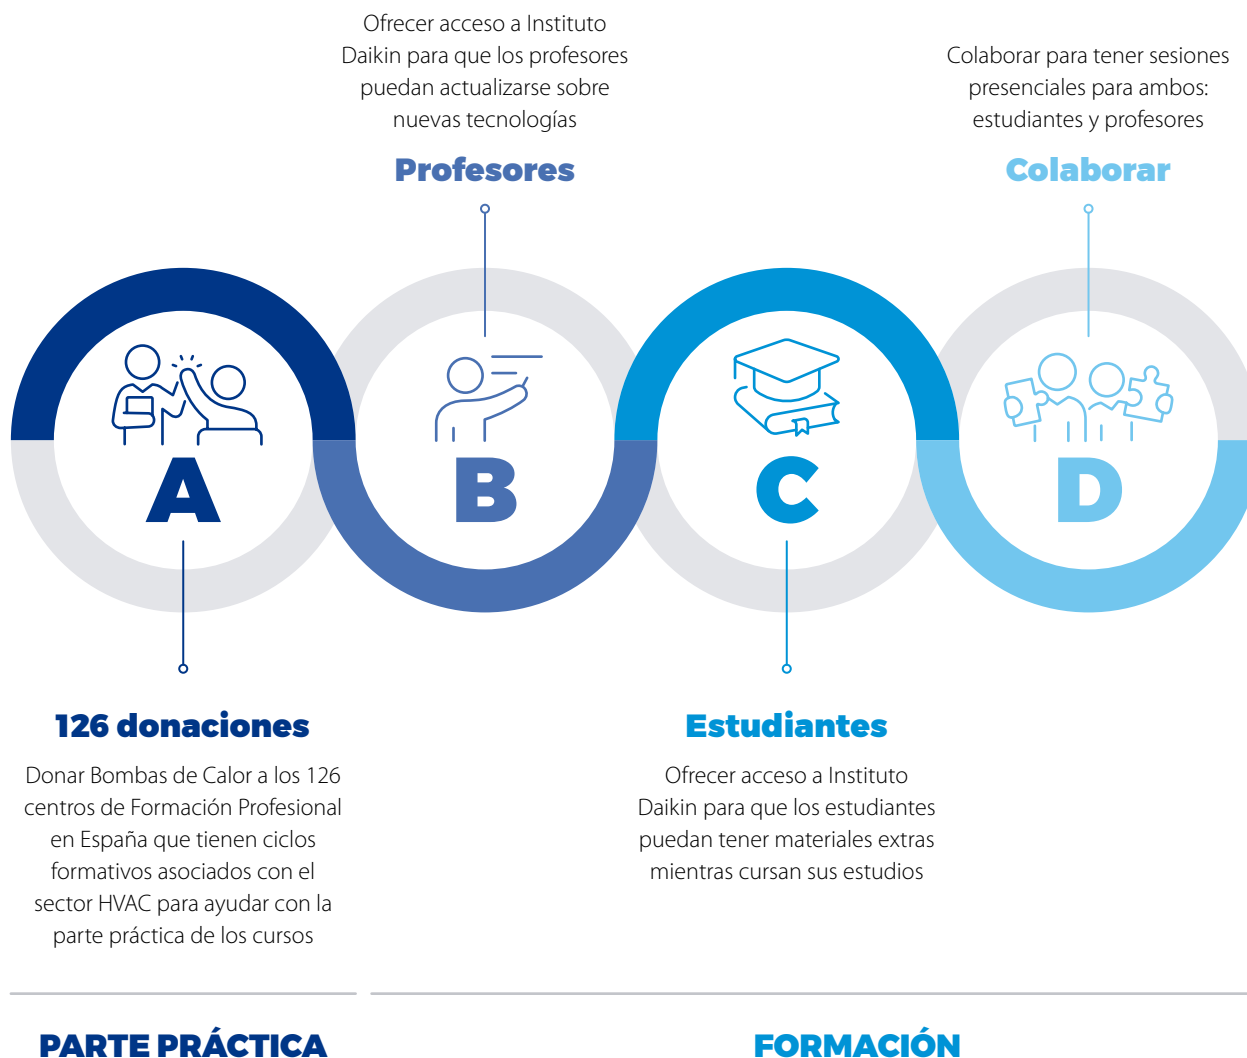 Ofrecer acceso a Instituto
Daikin para que los profesores
puedan actualizarse sobre
nuevas tecnologías
Profesores
Colaborar para tener sesiones
presenciales para ambos:
estudiantes y profesores
Colaborar
A
B
C
D
126 donaciones
Donar Bombas de Calor a los 126
centros de Formación Profesional
en España que tienen ciclos
formativos asociados con el
sector HVAC para ayudar con la
parte práctica de los cursos
Estudiantes
Ofrecer acceso a Instituto
Daikin para que los estudiantes
puedan tener materiales extras
mientras cursan sus estudios
PARTE PRÁCTICA
FORMACIÓN